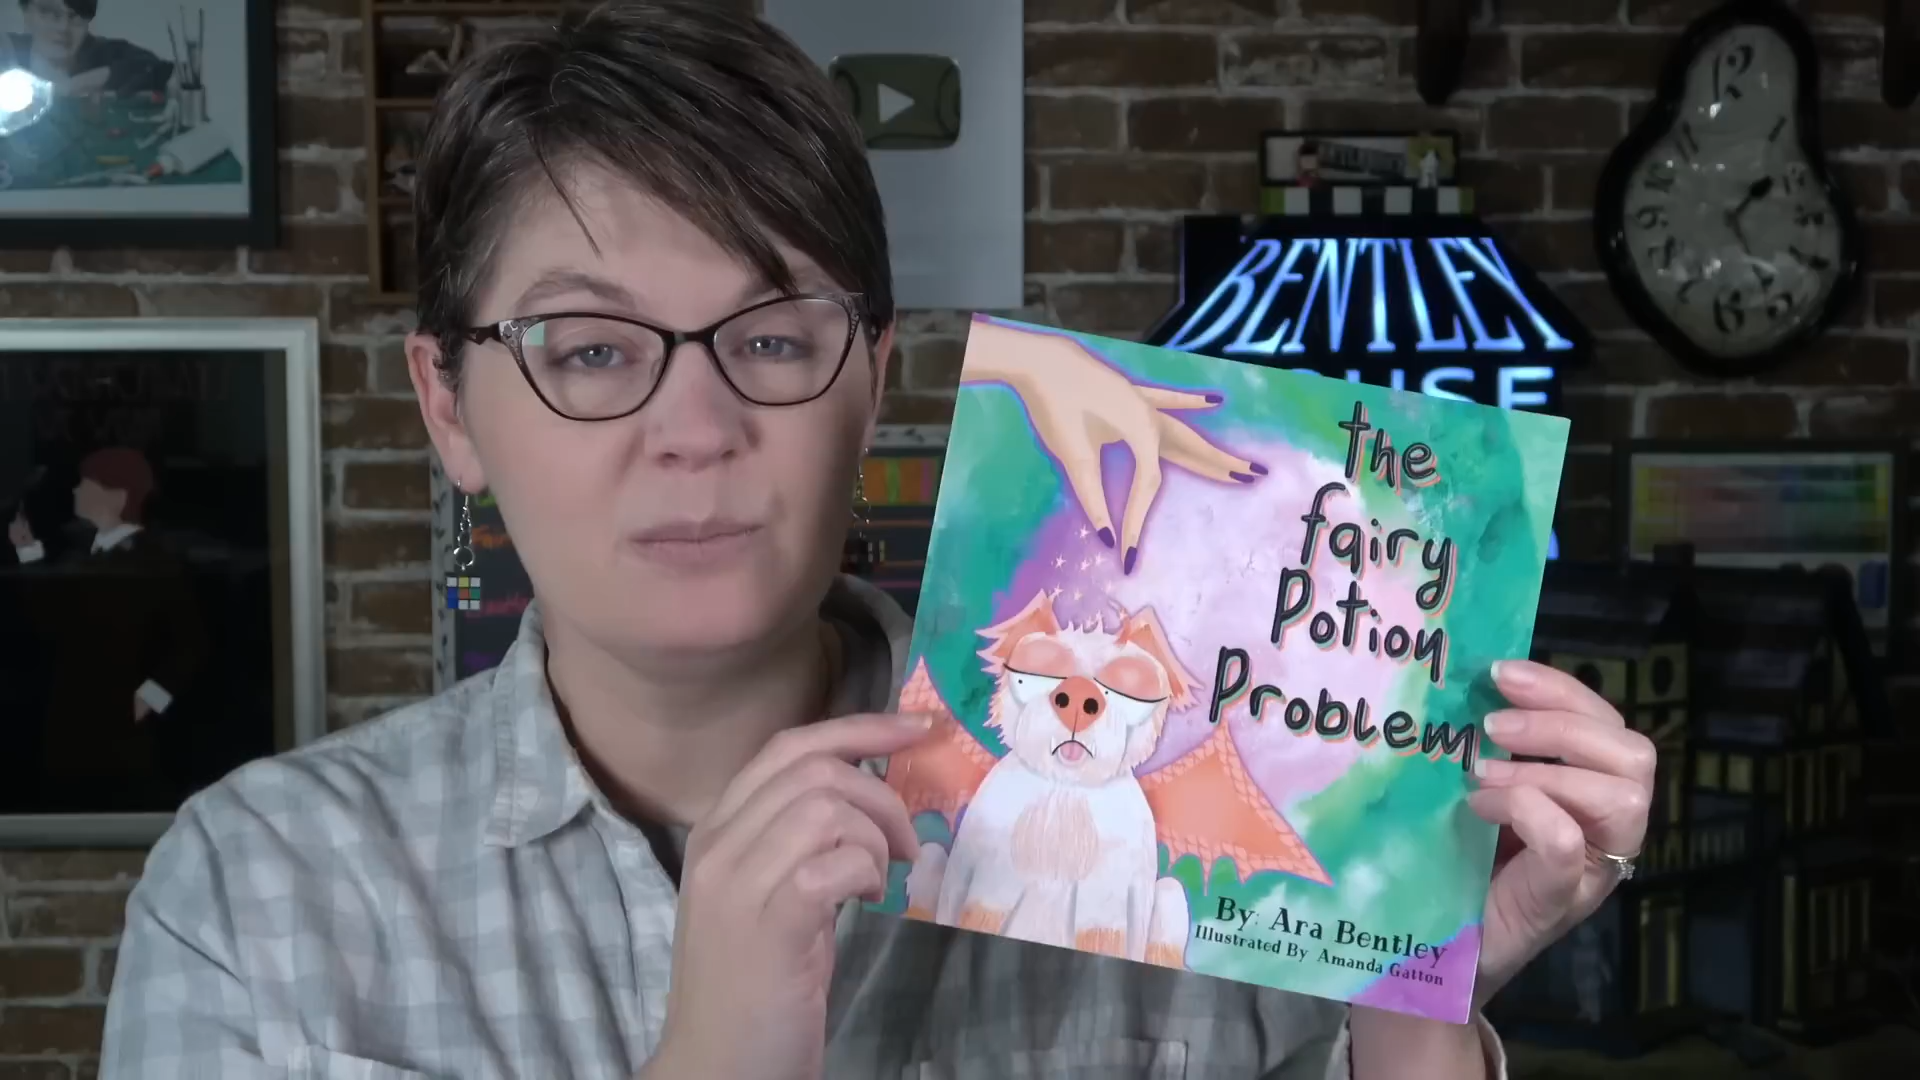 BENTLEY
the
fairy
Potion
Problem
By: Ara Bentley
Illustrated By Amanda Gatton